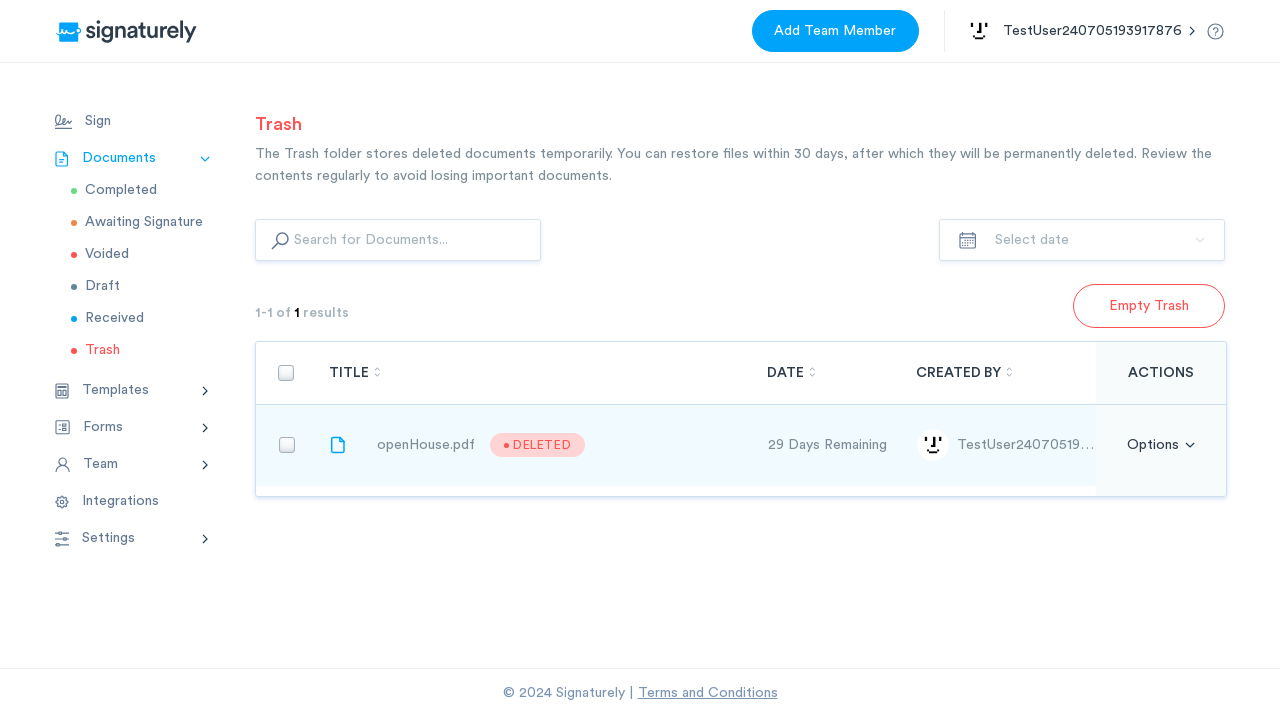 signaturely
Add Team Member
TestUser240705193917876
Sign
Documents
Completed
Awaiting Signature
Voided
Draft
Received
Trash
Templates
Forms
Team
Integrations
Settings
Trash
The Trash folder stores deleted documents temporarily. You can restore files within 30 days, after which they will be permanently deleted. Review the
contents regularly to avoid losing important documents.
Search for Documents...
Select date
1-1 of 1 results
Empty Trash
TITLE
DATE
CREATED BY
ACTIONS
openHouse.pdf
DELETED
29 Days Remaining
TestUser24070519...
Options
© 2024 Signaturely | Terms and Conditions